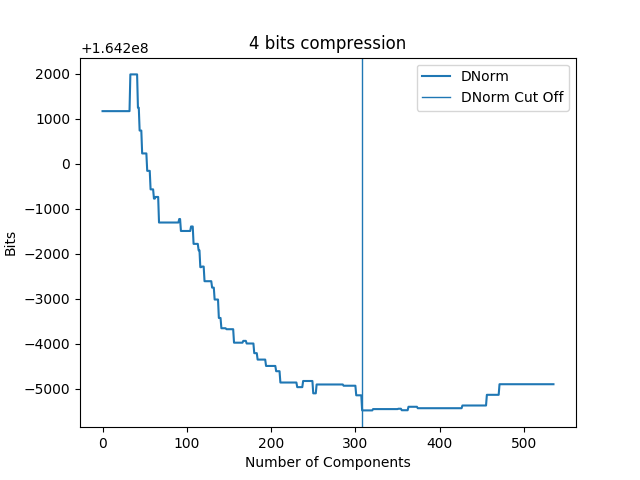 4 bits compression
+1.642e8
DNorm
DNorm Cut Off
2000
1000
0
−1000
−2000
−3000
−4000
−5000
Bits
0 100 200 300 400 500
Number of Components